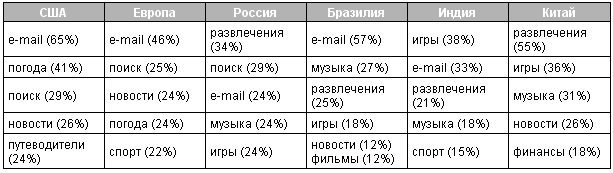 США Европа Россия Бразилия Индия Китай
e-mail (65%) e-mail (46%) развлечения (34%) e-mail (57%) игры (38%) развлечения (55%)
погода (41%) поиск (25%) поиск (29%) музыка (27%) e-mail (33%) игры (36%)
поиск (29%) новости (24%) e-mail (24%) развлечения (25%) развлечения (21%) музыка (31%)
новости (26%) погода (24%) музыка (24%) игры (18%) музыка (18%) новости (26%)
путеводители (24%) спорт (22%) игры (24%) новости (12%) фильмы (12%) спорт (15%) финансы (18%)